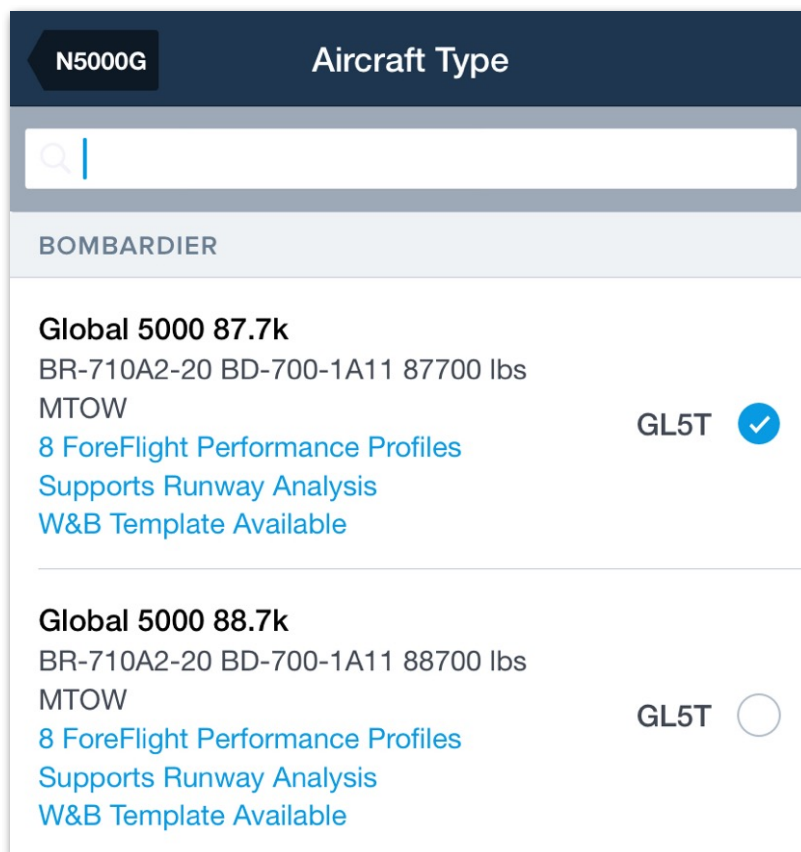 N5000G
Aircraft Type
BOMBARDIER
Global 5000 87.7k
BR-710A2-20 BD-700-1A11 87700 lbs
MTOW
8 ForeFlight Performance Profiles
Supports Runway Analysis
W&B Template Available
GL5T
Global 5000 88.7k
BR-710A2-20 BD-700-1A11 88700 lbs
MTOW
8 ForeFlight Performance Profiles
Supports Runway Analysis
W&B Template Available
GL5T